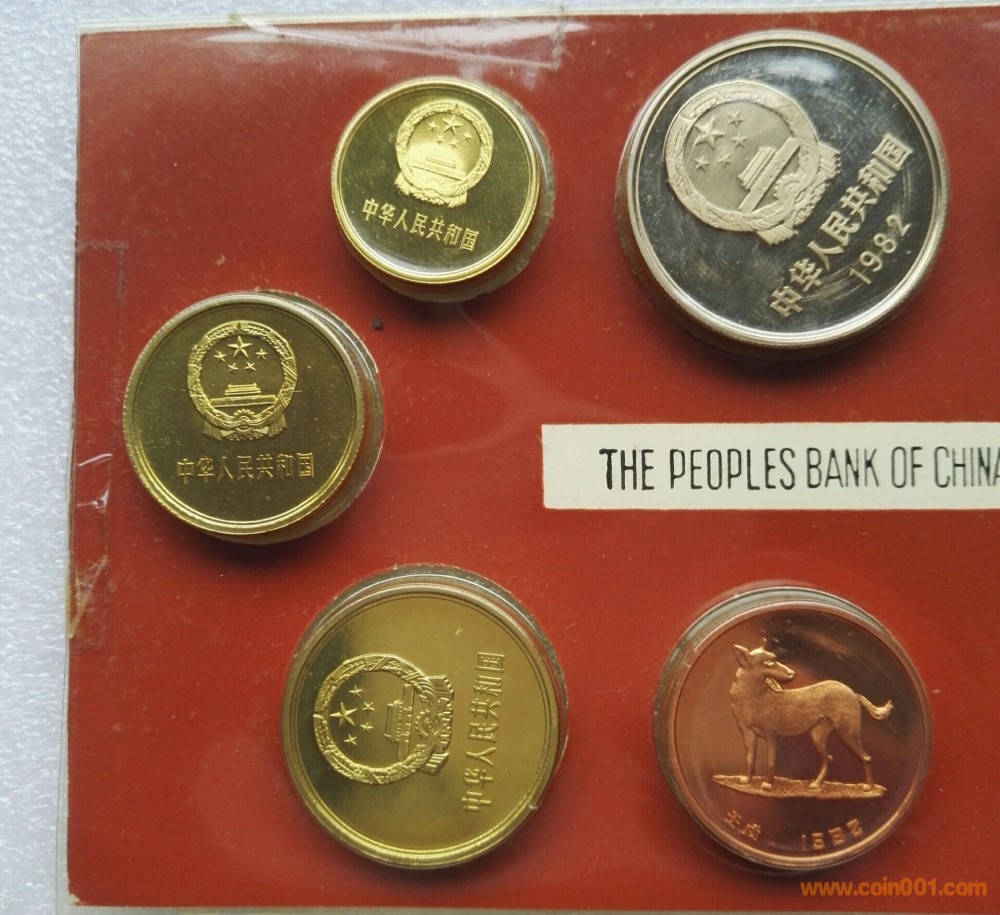 中华人民共和国
中华人民共和国
1982
中华人民共和国
THE PEOPLES BANK OF CHINA
中华人民共和国
壬戌 1982
www.coin001.com